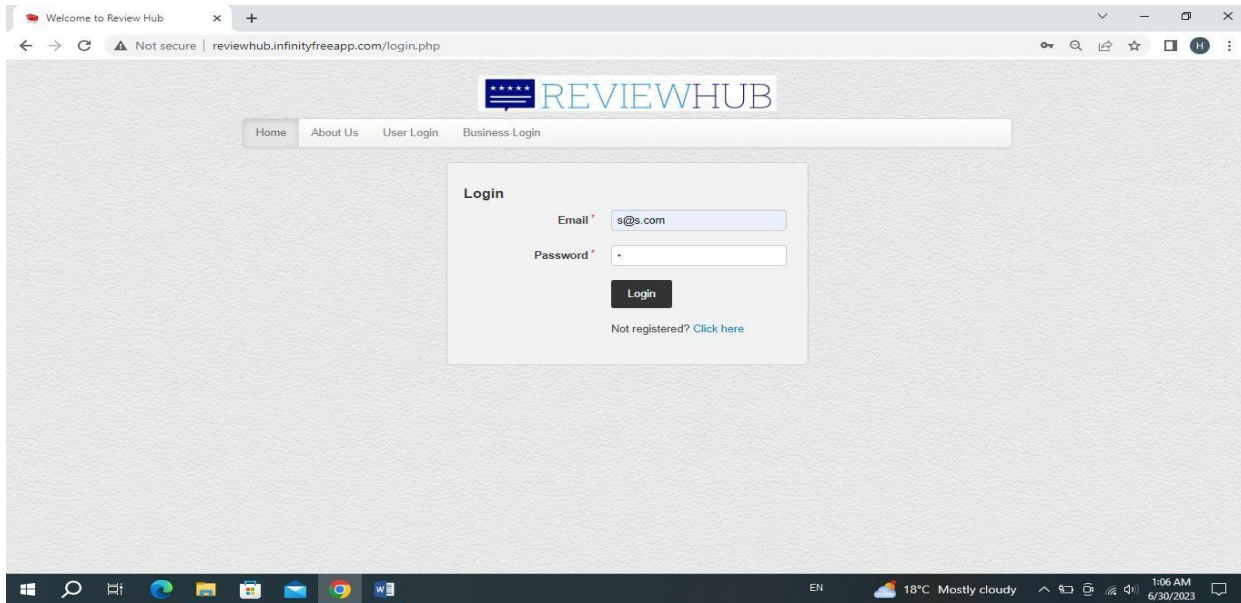 Welcome to Review Hub
Not secure | reviewhub.infinityfreeapp.com/login.php
H
REVIEWHUB
Home About Us User Login Business Login
Login
Email * s@s.com
Password * •
Login
Not registered? Click here
EN 18°C Mostly cloudy 1:06 AM
6/30/2023